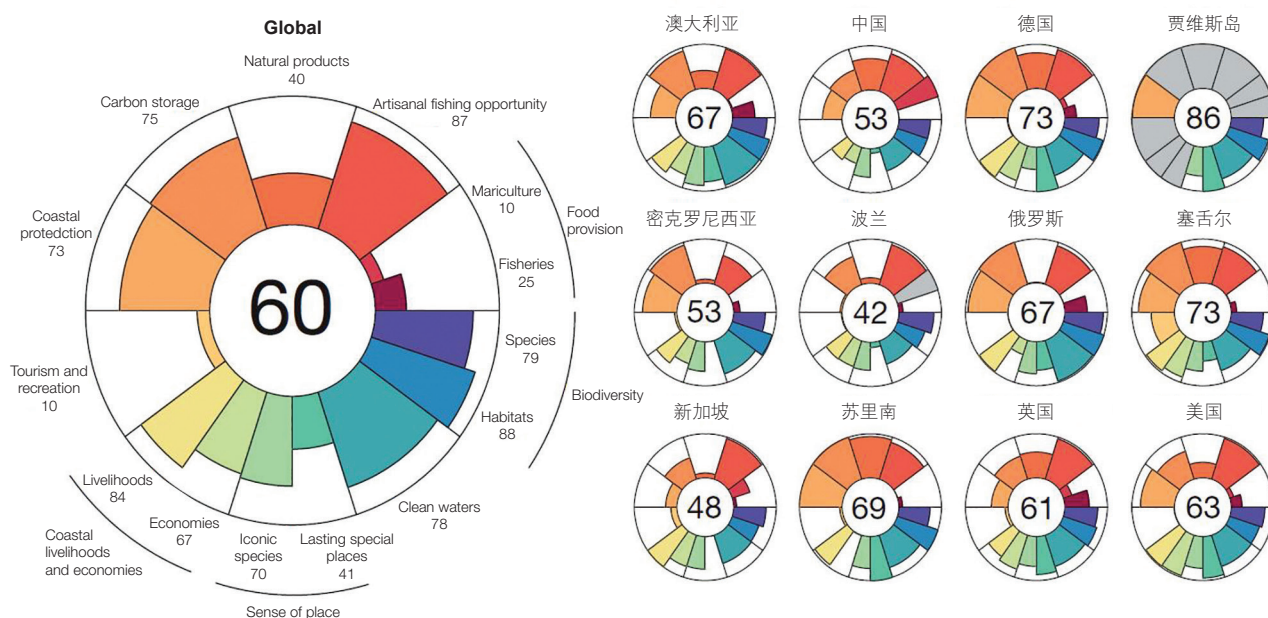 Global
Natural products
40
Carbon storage
75
Artisanal fishing opportunity
87
Coastal
protedction
73
Mariculture
10
Food
provision
Fisheries
25
60
Species
79
Biodiversity
Habitats
88
Tourism and
recreation
10
Livelihoods
84
Economies
67
Coastal
livelihoods
and economies
Iconic
species
70
Lasting special
places
41
Sense of place
Clean waters
78
澳大利亚
67
中国
53
德国
73
贾维斯岛
86
密克罗尼西亚
53
波兰
42
俄罗斯
67
塞舌尔
73
新加坡
48
苏里南
69
英国
61
美国
63